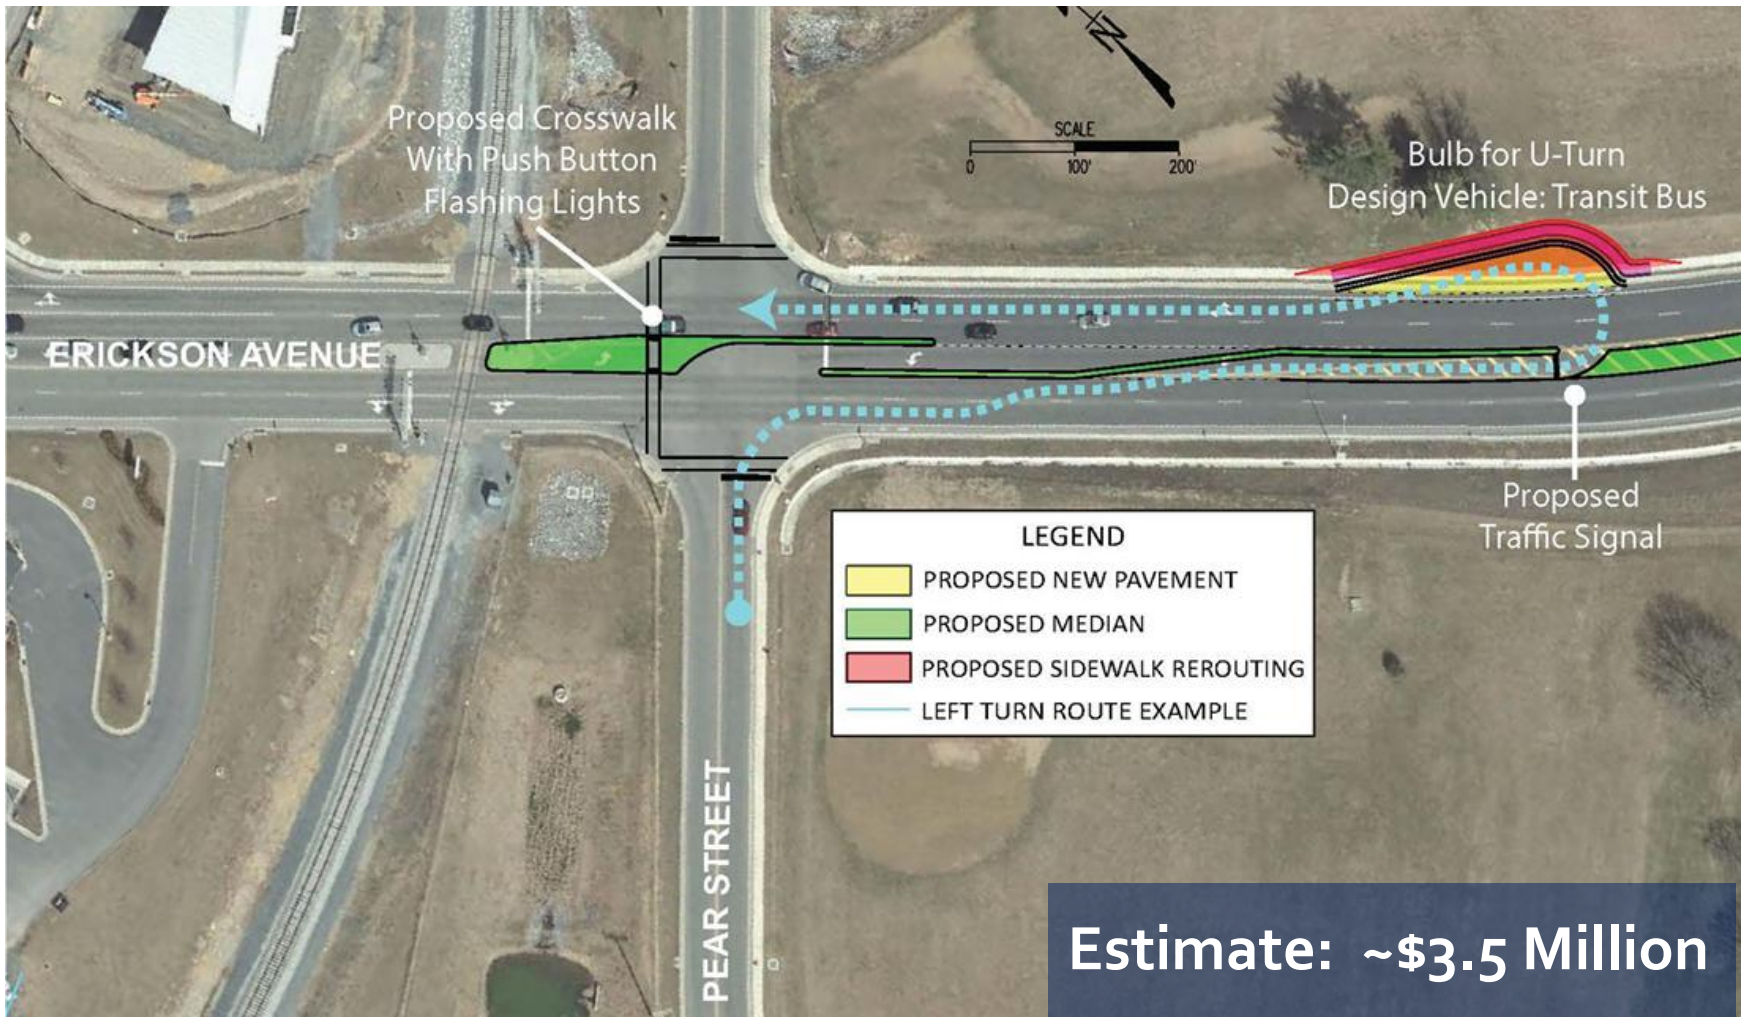 N
SCALE
0 100' 200'
Proposed Crosswalk
With Push Button
Flashing Lights
Bulb for U-Turn
Design Vehicle: Transit Bus
ERICKSON AVENUE
Proposed
Traffic Signal
LEGEND
PROPOSED NEW PAVEMENT
PROPOSED MEDIAN
PROPOSED SIDEWALK REROUTING
LEFT TURN ROUTE EXAMPLE
PEAR STREET
Estimate: ~$3.5 Million